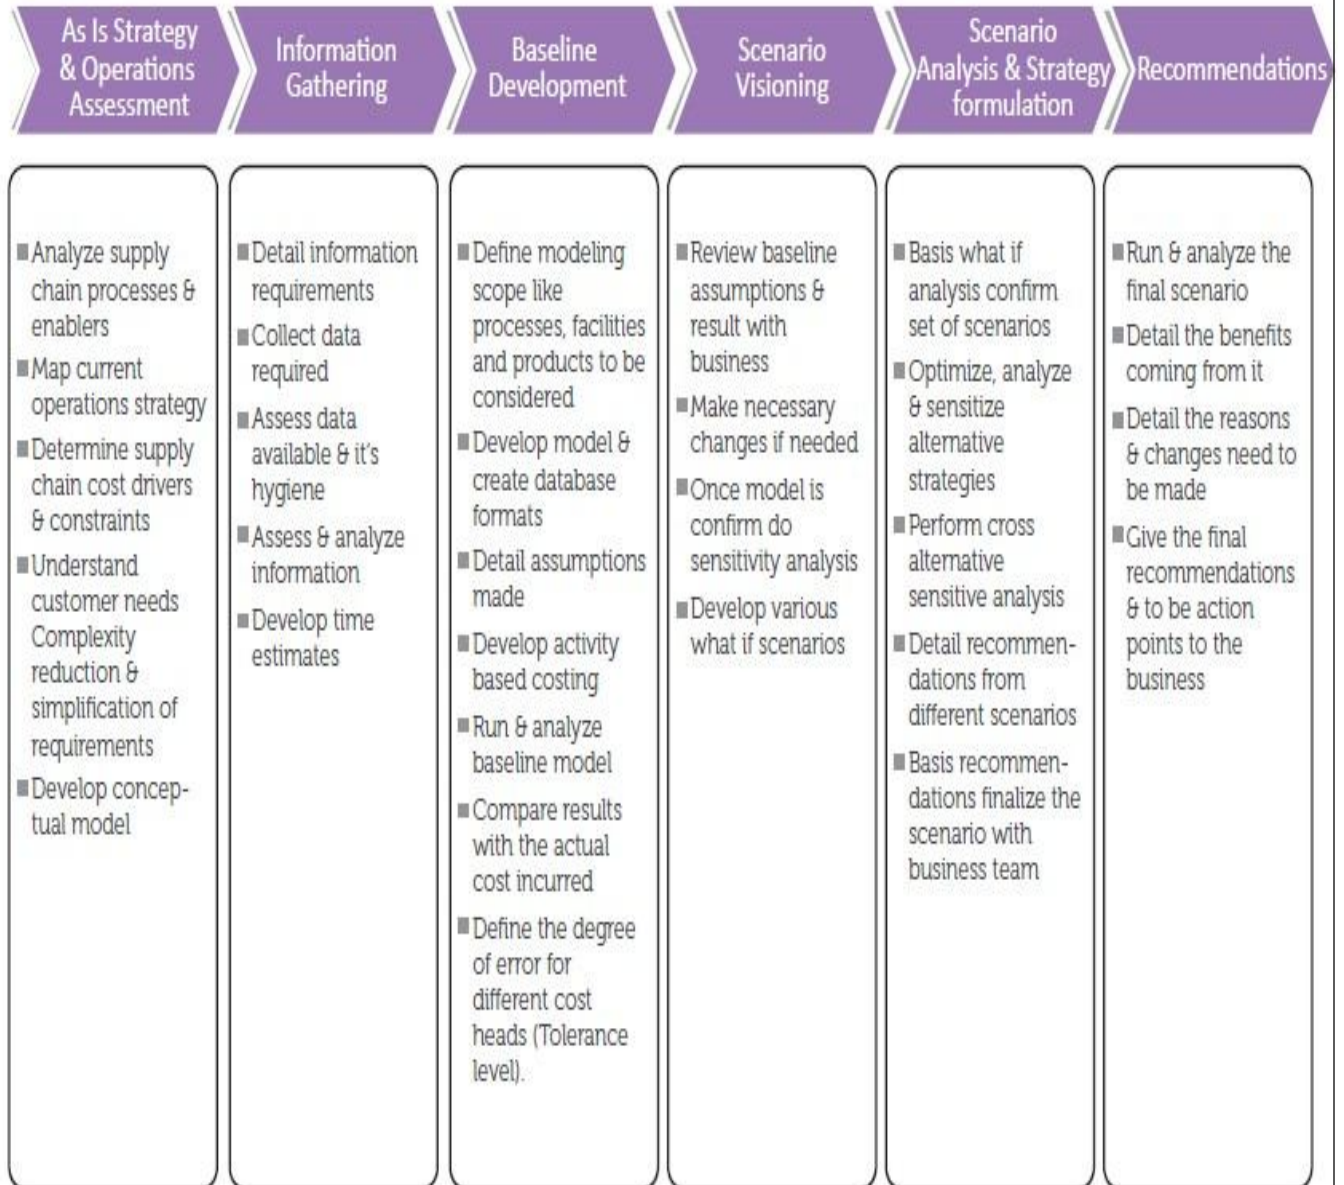 As Is Strategy
& Operations
Assessment
Information
Gathering
Baseline
Development
Scenario
Visioning
Scenario
Analysis & Strategy
formulation
Recommendations
■Analyze supply
chain processes &
enablers
■Map current
operations strategy
■Determine supply
chain cost drivers
& constraints
■Understand
customer needs
Complexity
reduction &
simplification of
requirements
■Develop concep-
tual model
■Detail information
requirements
■Collect data
required
■Assess data
available & it's
hygiene
■Assess & analyze
information
■Develop time
estimates
■Define modeling
scope like
processes, facilities
and products to be
considered
■Develop model &
create database
formats
■Detail assumptions
made
■Develop activity
based costing
■Run & analyze
baseline model
■Compare results
with the actual
cost incurred
■Define the degree
of error for
different cost
heads (Tolerance
level).
■Review baseline
assumptions &
result with
business
■Make necessary
changes if needed
■Once model is
confirm do
sensitivity analysis
■Develop various
what if scenarios
■Basis what if
analysis confirm
set of scenarios
■Optimize, analyze
& sensitize
alternative
strategies
■Perform cross
alternative
sensitive analysis
■Detail recommen-
dations from
different scenarios
■Basis recommen-
dations finalize the
scenario with
business team
■Run & analyze the
final scenario
■Detail the benefits
coming from it
■Detail the reasons
& changes need to
be made
■Give the final
recommendations
& to be action
points to the
business